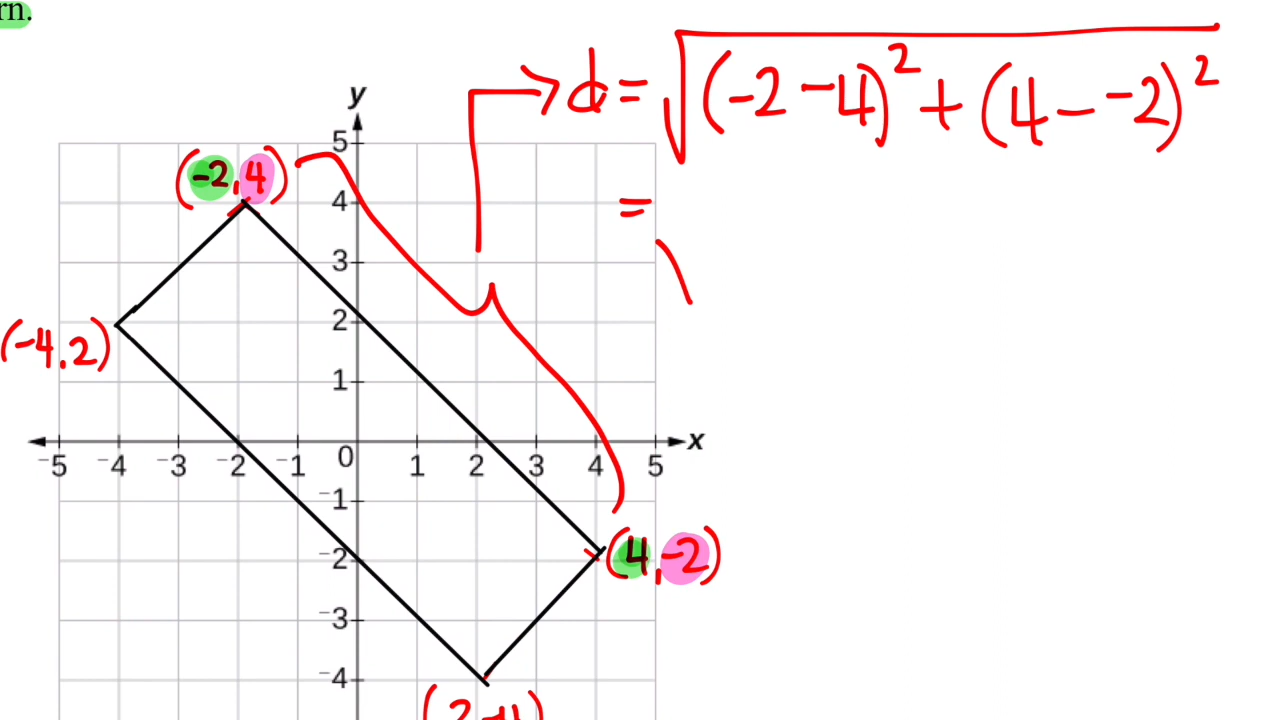 rn.
d = √(-2-4)² + (4--2)²
=
y
5
(-2,4)
4
3
2
(-4.2)
1
x
-5 -4 -3 -2 -1 0 1 2 3 4 5
-1
-2
(4,-2)
-3
-4